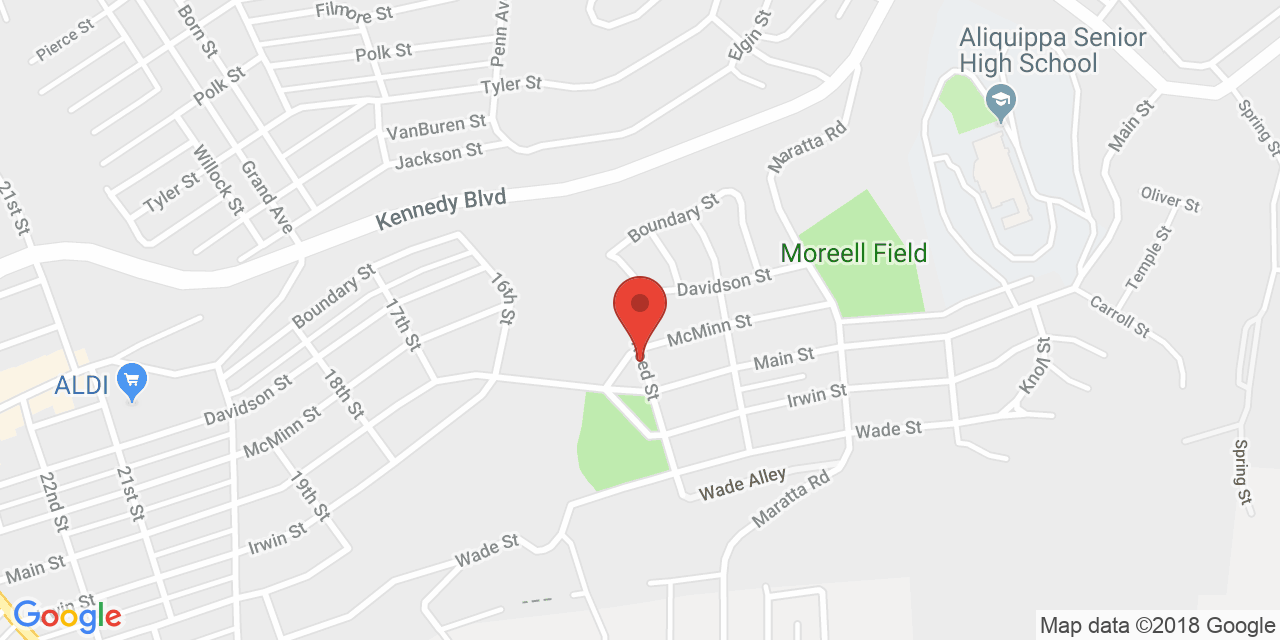 Filmore St
Pierce St
Born St
Polk St
Penn Av
Elgin St
Polk St
Tyler St
Aliquippa Senior
High School
VanBuren St
Jackson St
Maratta Rd
Main St
Spring St
21st St
Tyler St
Willock St
Grand Ave
Kennedy Blvd
Boundary St
Oliver St
Moreell Field
Temple St
Boundary St
16th St
Davidson St
17th St
McMinn St
Carroll St
ALDI
Main St
Knol St
Davidson St
18th St
Irwin St
McMinn St
Wade St
22nd St
21st St
19th St
Wade Alley
Maratta Rd
Spring St
Main St
Irwin St
Wade St
Google
Map data ©2018 Google